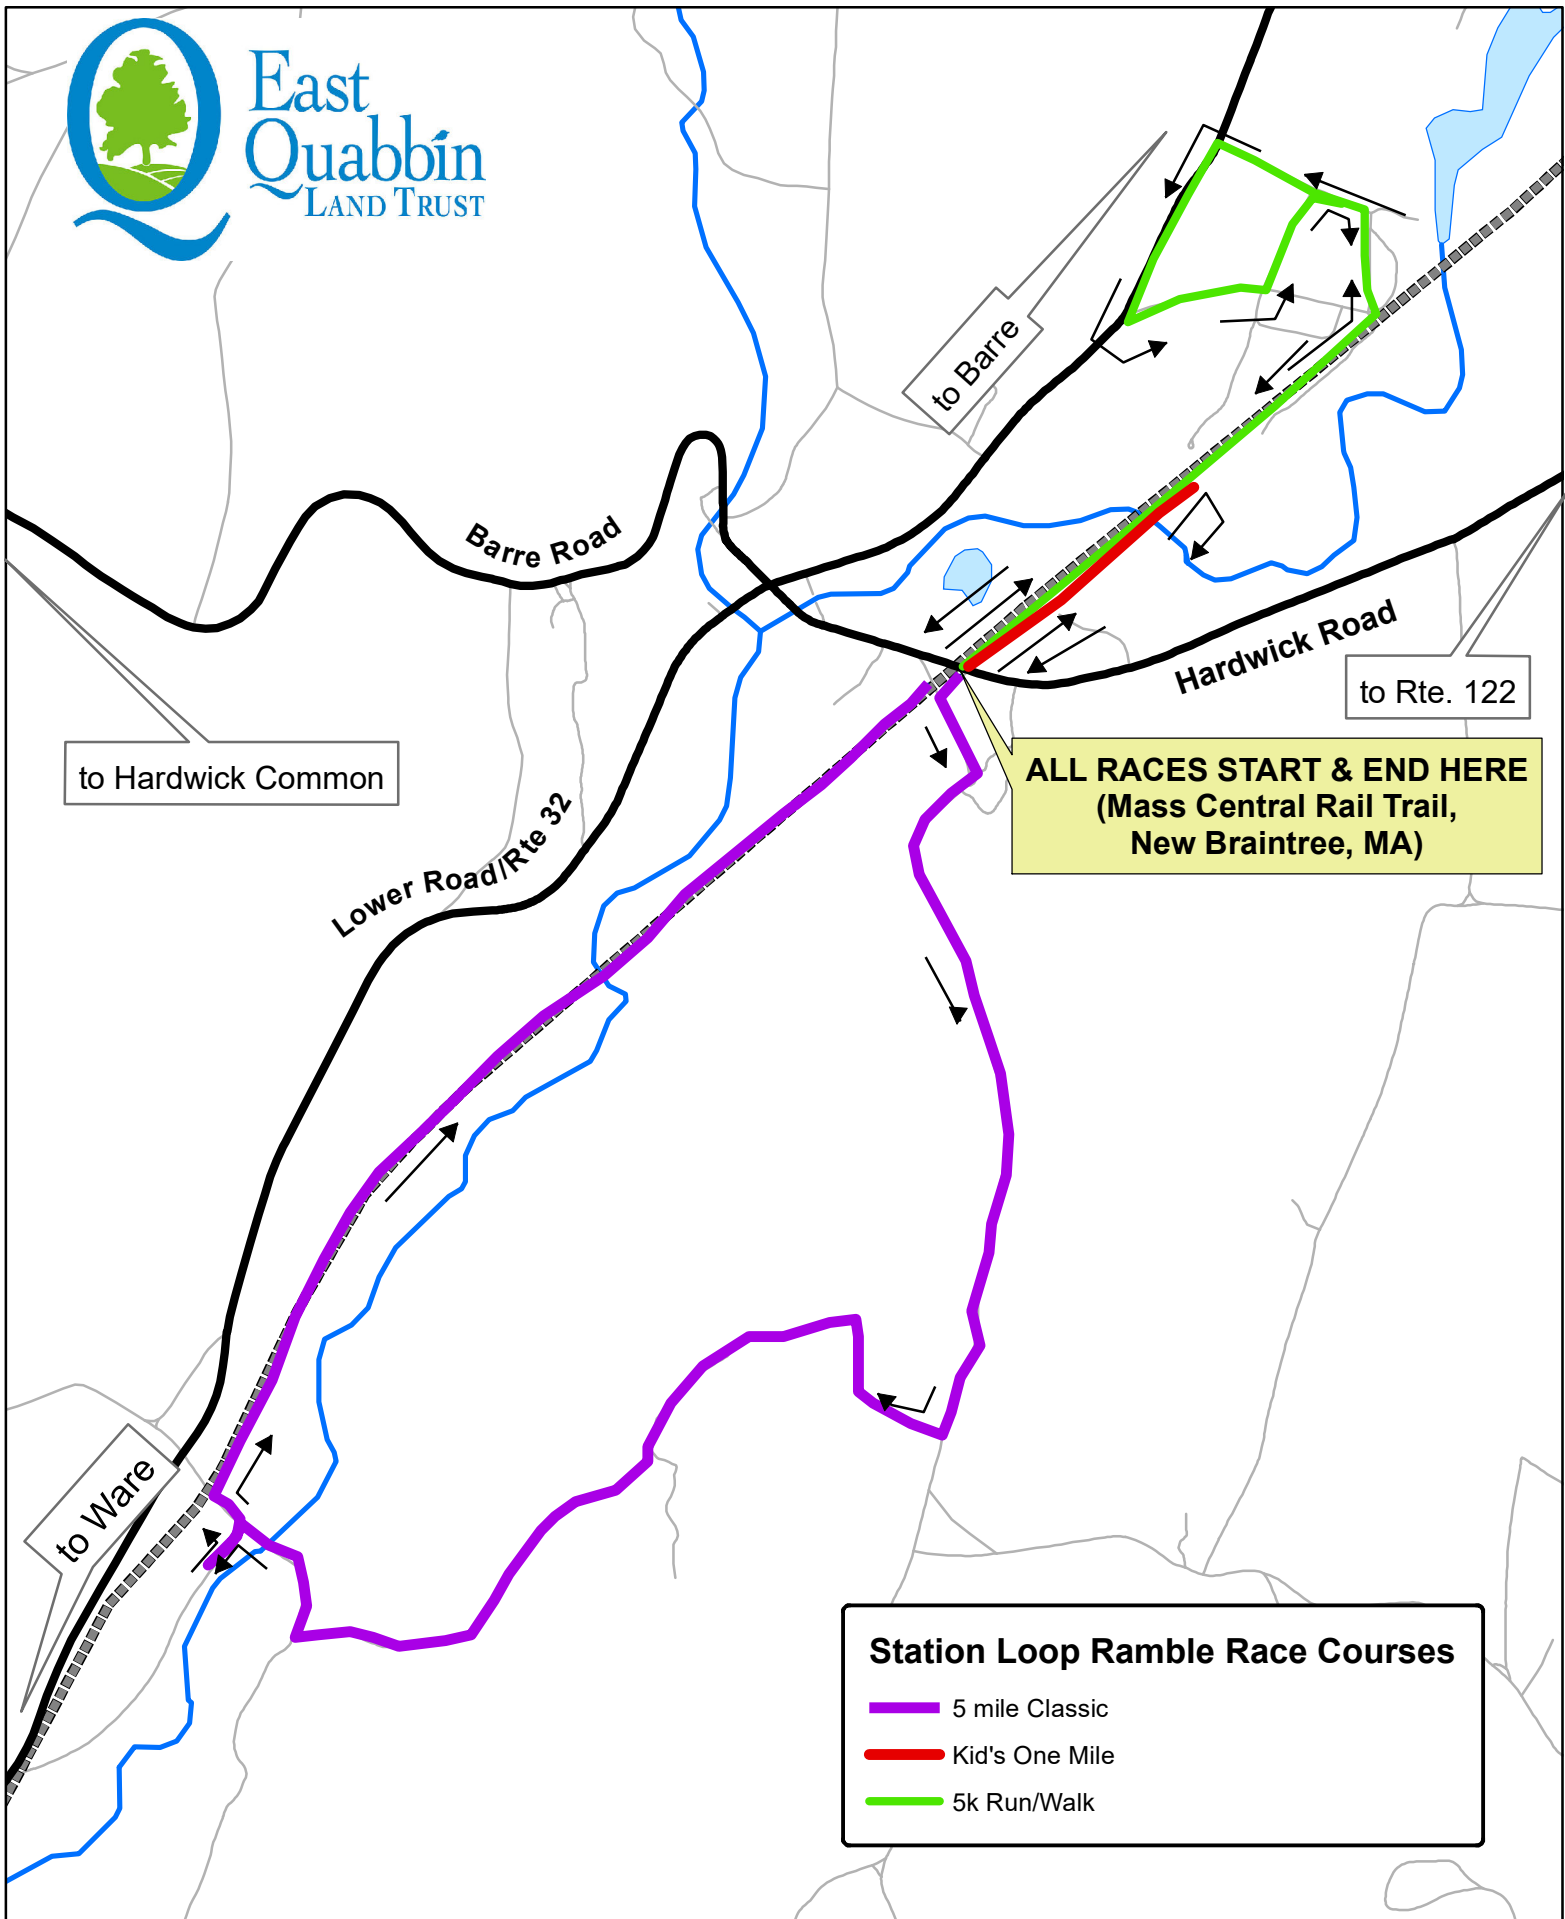 East
Quabbin
LAND TRUST
to Barre
Barre Road
Hardwick Road
to Rte. 122
to Hardwick Common
ALL RACES START & END HERE
(Mass Central Rail Trail,
New Braintree, MA)
Lower Road/Rte 32
to Ware
Station Loop Ramble Race Courses
5 mile Classic
Kid's One Mile
5k Run/Walk